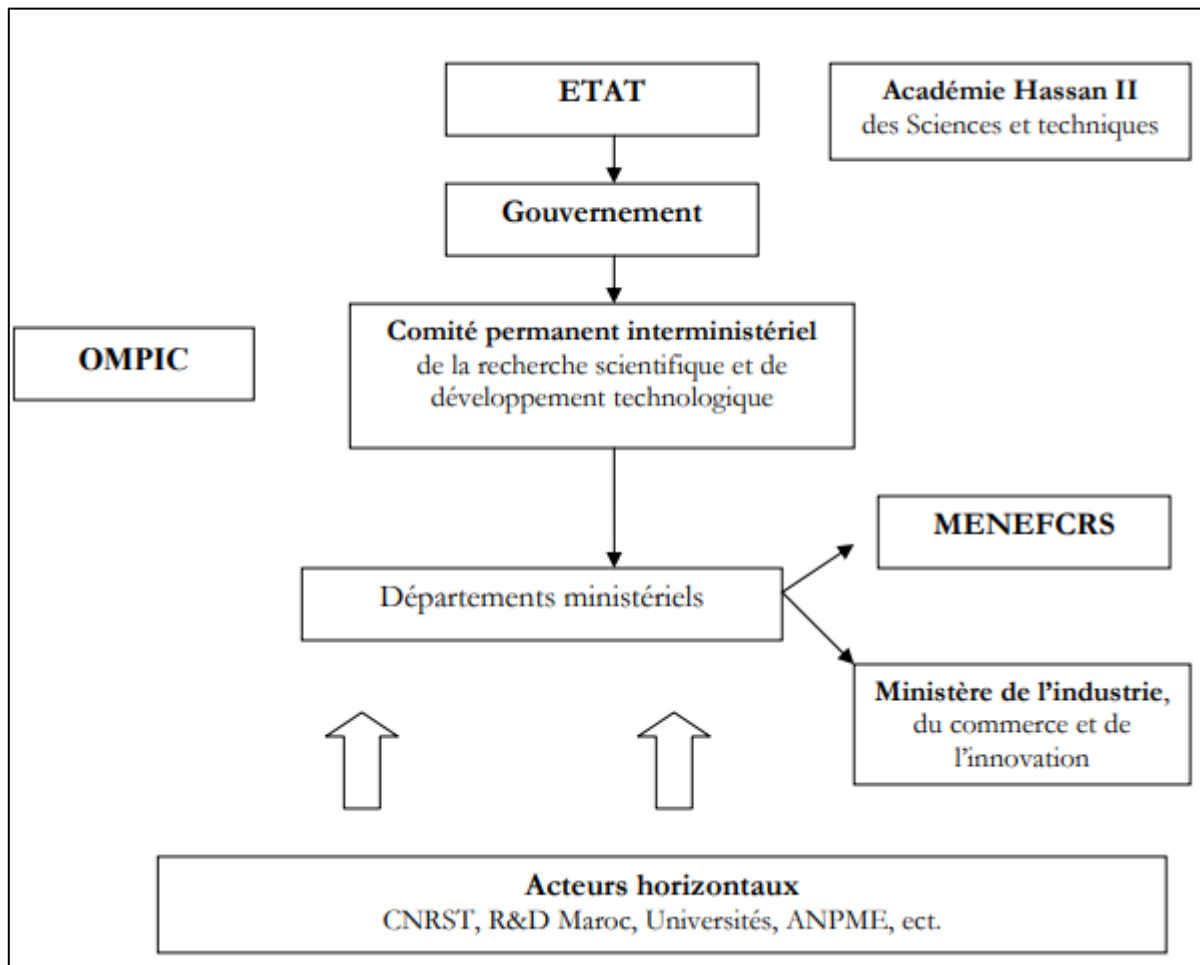 ETAT
Académie Hassan II
des Sciences et techniques
Gouvernement
Comité permanent interministériel
de la recherche scientifique et de
développement technologique
OMPIC
MENEFCRS
Départements ministériels
Ministère de l'industrie,
du commerce et de
l'innovation
Acteurs horizontaux
CNRST, R&D Maroc, Universités, ANPME, ect.